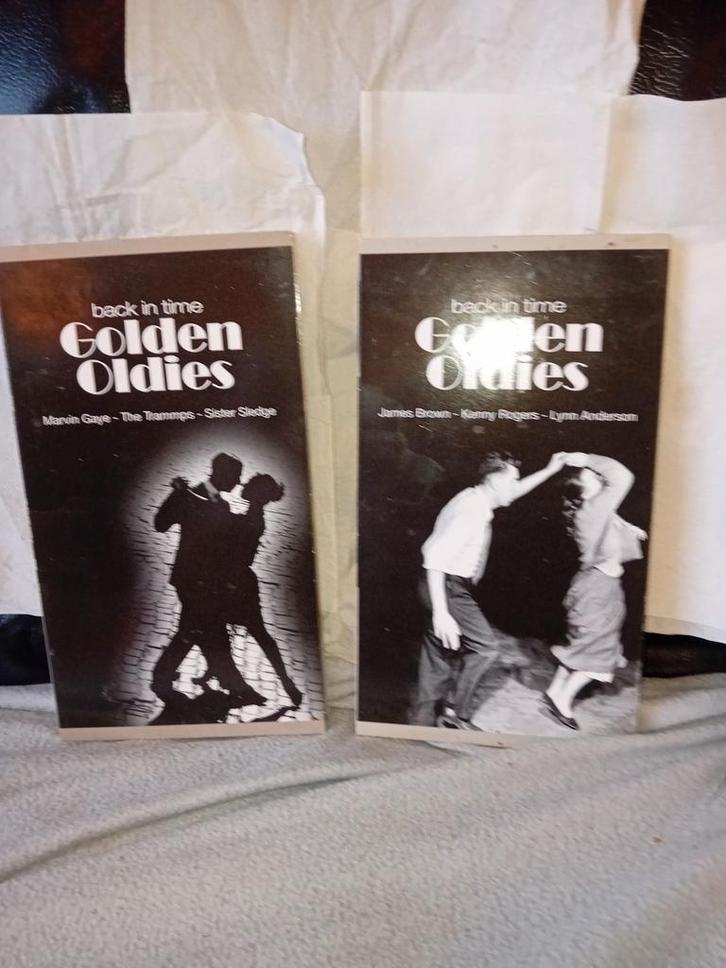 back in time
Golden
Oldies
Marvin Gaye ~ The Trammps ~ Sister Sledge
back in time
Golden
Oldies
James Brown ~ Kenny Rogers ~ Lynn Anderson